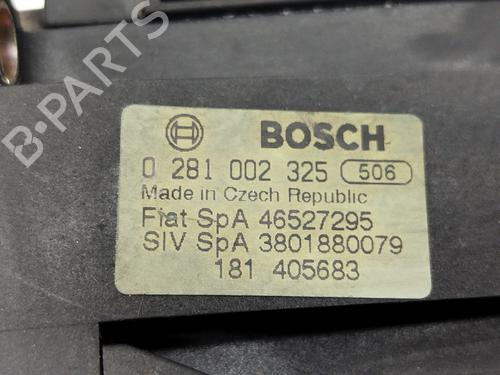 BOSCH
0 281 002 325 506
Made in Czech Republic
Fiat SpA 46527295
SIV SpA 3801880079
181 405683
B-PARTS